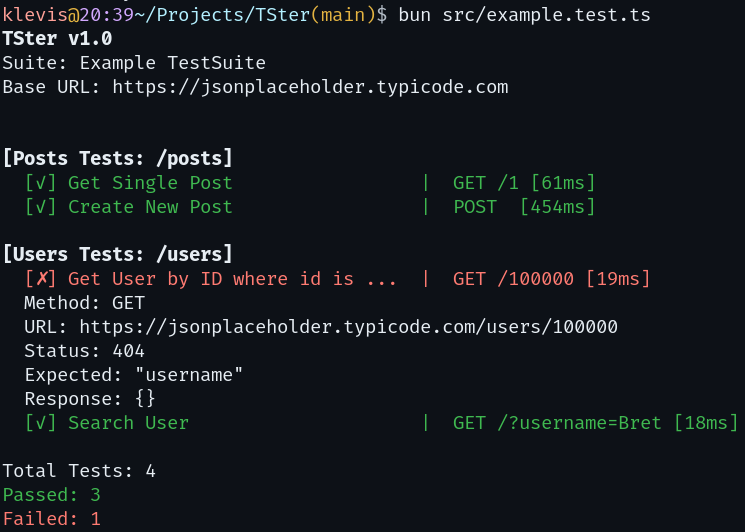 klevis@20:39~/Projects/TSter(main)$ bun src/example.test.ts
TSter v1.0
Suite: Example TestSuite
Base URL: https://jsonplaceholder.typicode.com
[Posts Tests: /posts]
[√] Get Single Post | GET /1 [61ms]
[√] Create New Post | POST [454ms]
[Users Tests: /users]
[✗] Get User by ID where id is ... | GET /100000 [19ms]
Method: GET
URL: https://jsonplaceholder.typicode.com/users/100000
Status: 404
Expected: "username"
Response: {}
[√] Search User | GET /?username=Bret [18ms]
Total Tests: 4
Passed: 3
Failed: 1